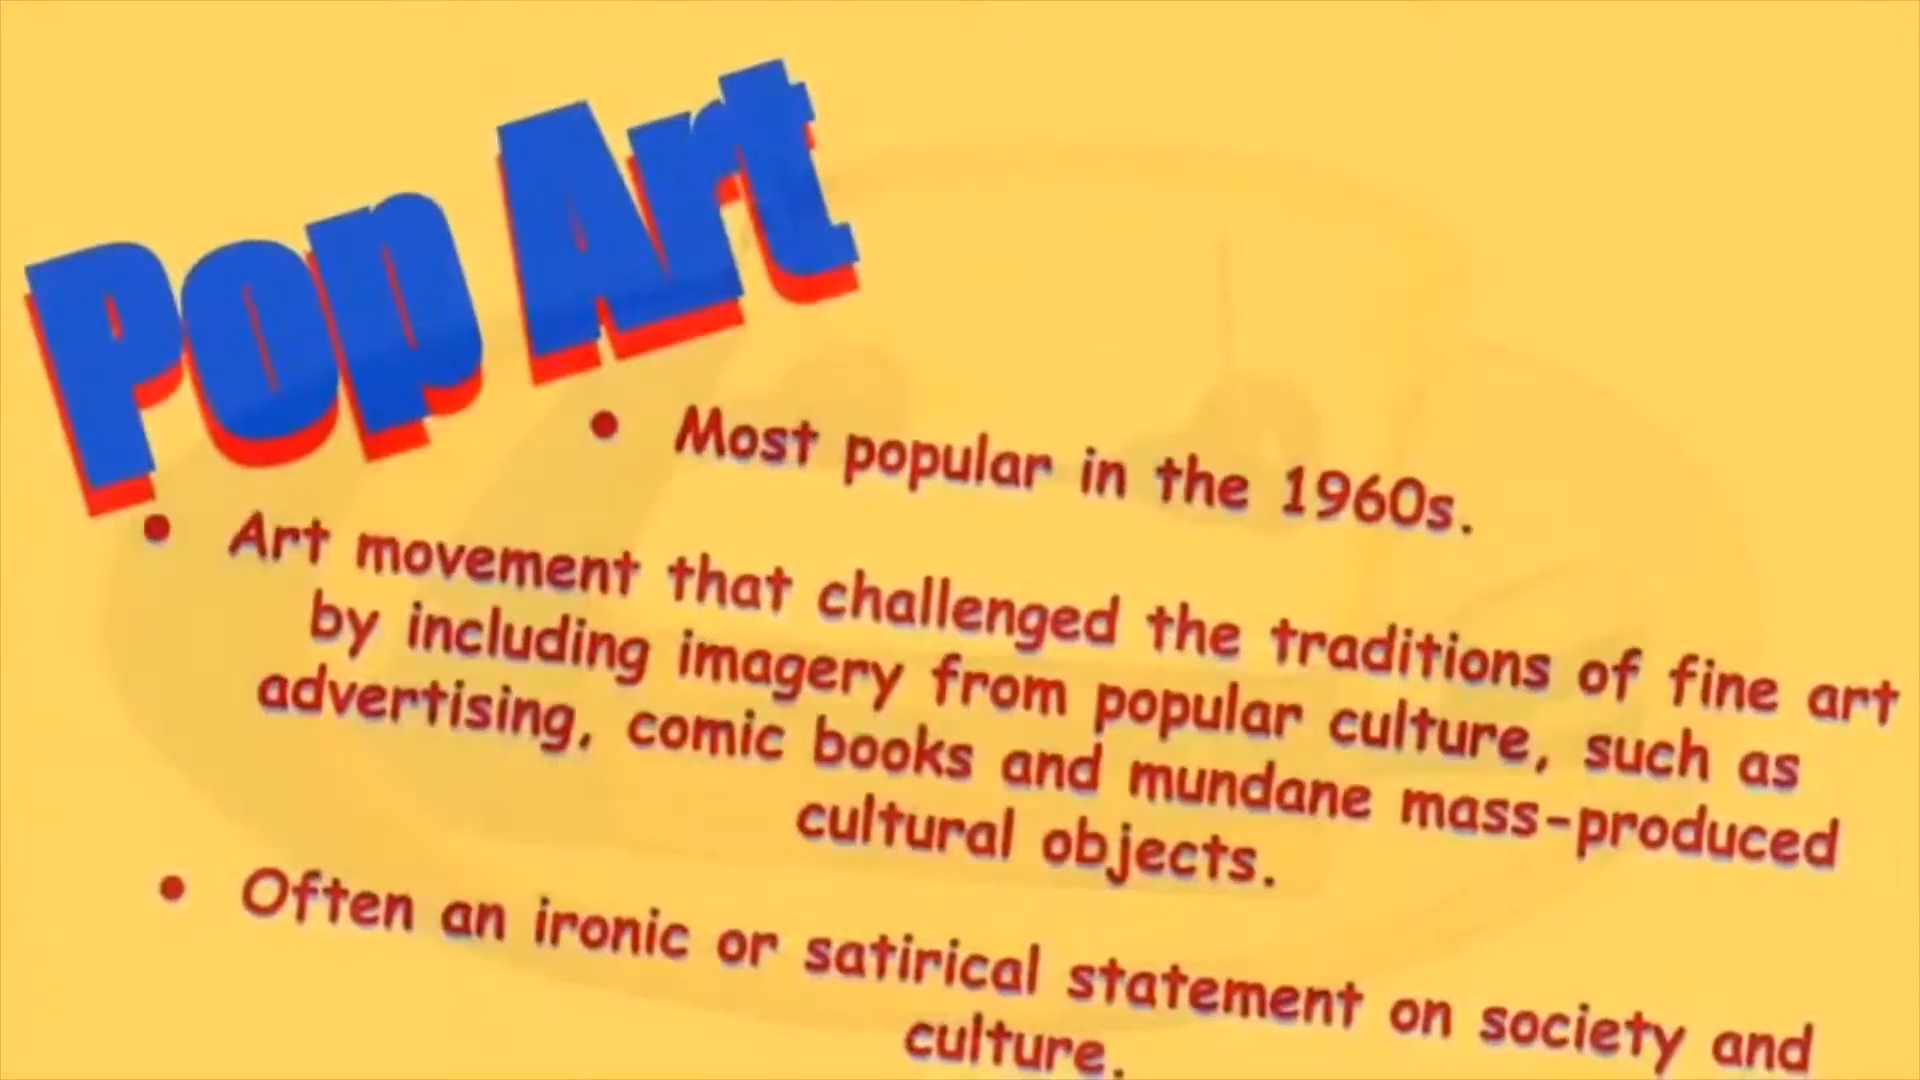 Pop Art
• Most popular in the 1960s.
• Art movement that challenged the traditions of fine art
by including imagery from popular culture, such as
advertising, comic books and mundane mass-produced
cultural objects.
• Often an ironic or satirical statement on society and
culture.